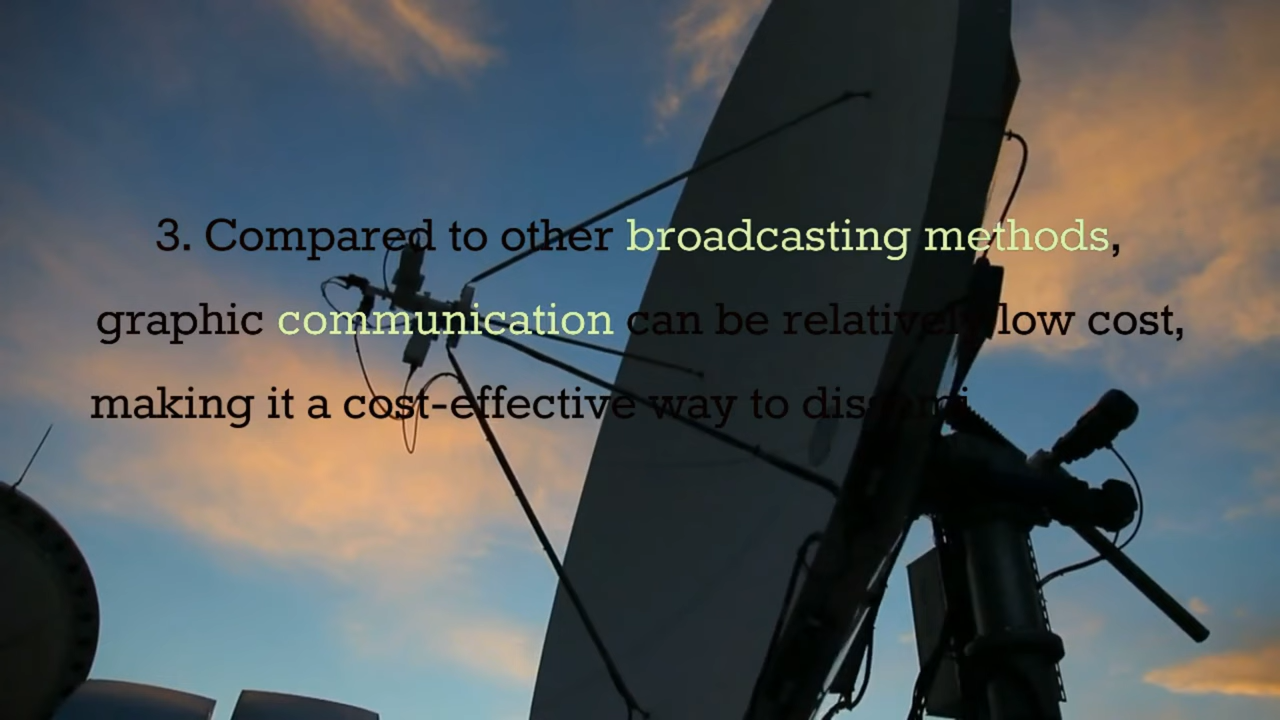 3. Compared to other broadcasting methods,
graphic communication can be relatively low cost,
making it a cost-effective way to dissemi